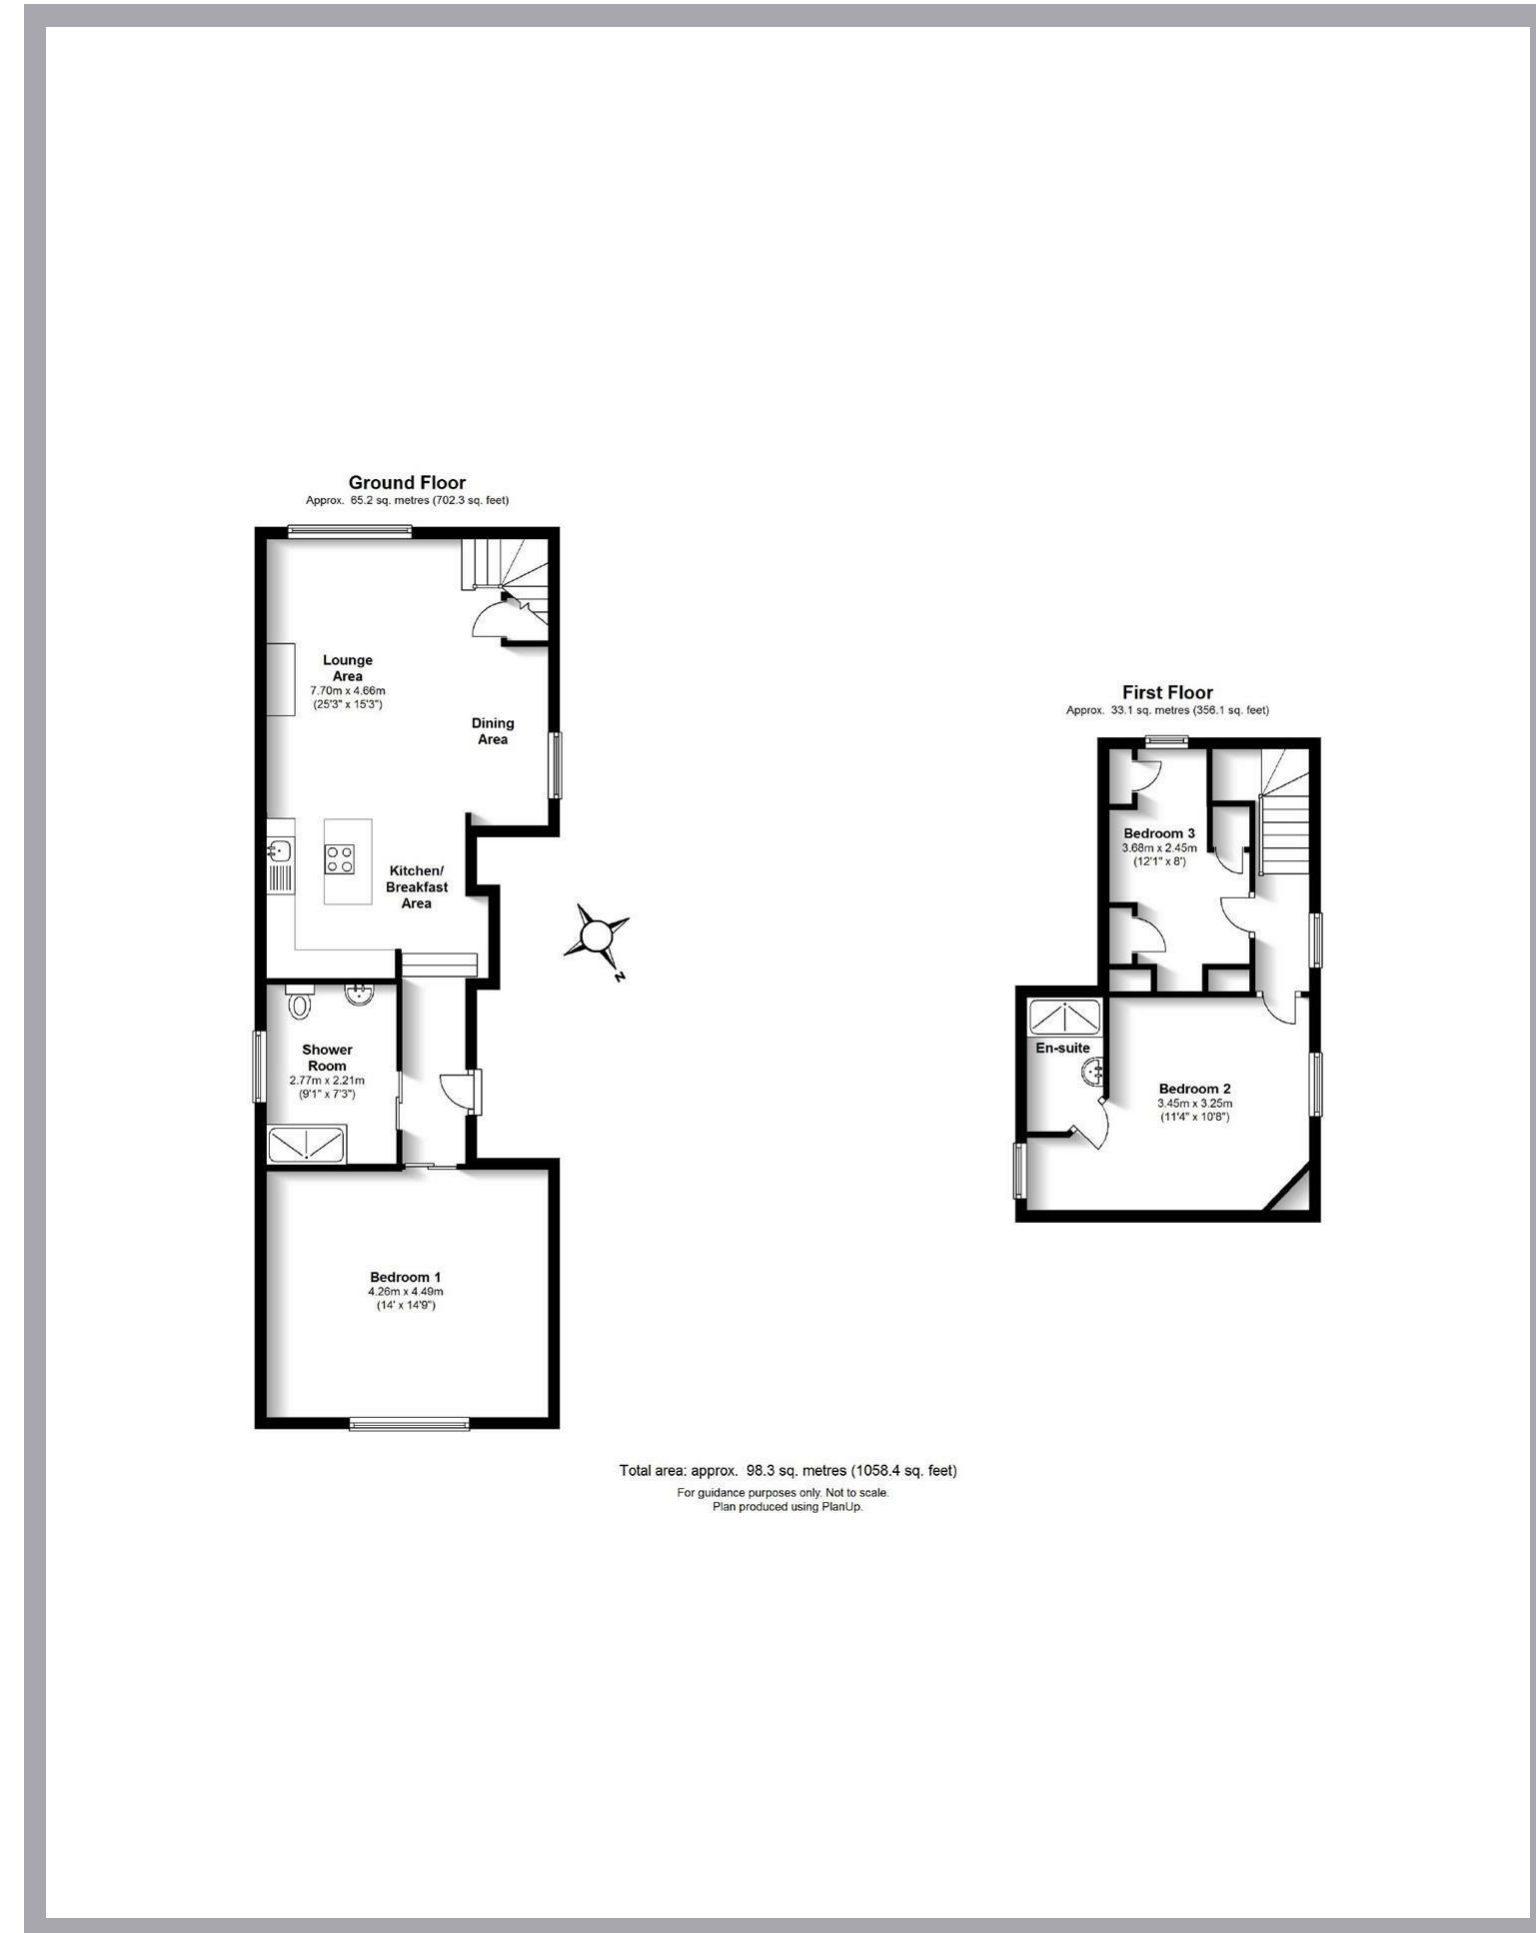 Ground Floor
Approx. 65.2 sq. metres (702.3 sq. feet)
Lounge
Area
7.70m x 4.66m
(25'3" x 15'3")
Dining
Area
Kitchen/
Breakfast
Area
Shower
Room
2.77m x 2.21m
(9'1" x 7'3")
Bedroom 1
4.26m x 4.49m
(14' x 14'9")
N
First Floor
Approx. 33.1 sq. metres (356.1 sq. feet)
Bedroom 3
3.68m x 2.45m
(12'1" x 8')
En-suite
Bedroom 2
3.45m x 3.25m
(11'4" x 10'8")
Total area: approx. 98.3 sq. metres (1058.4 sq. feet)
For guidance purposes only. Not to scale.
Plan produced using PlanUp.